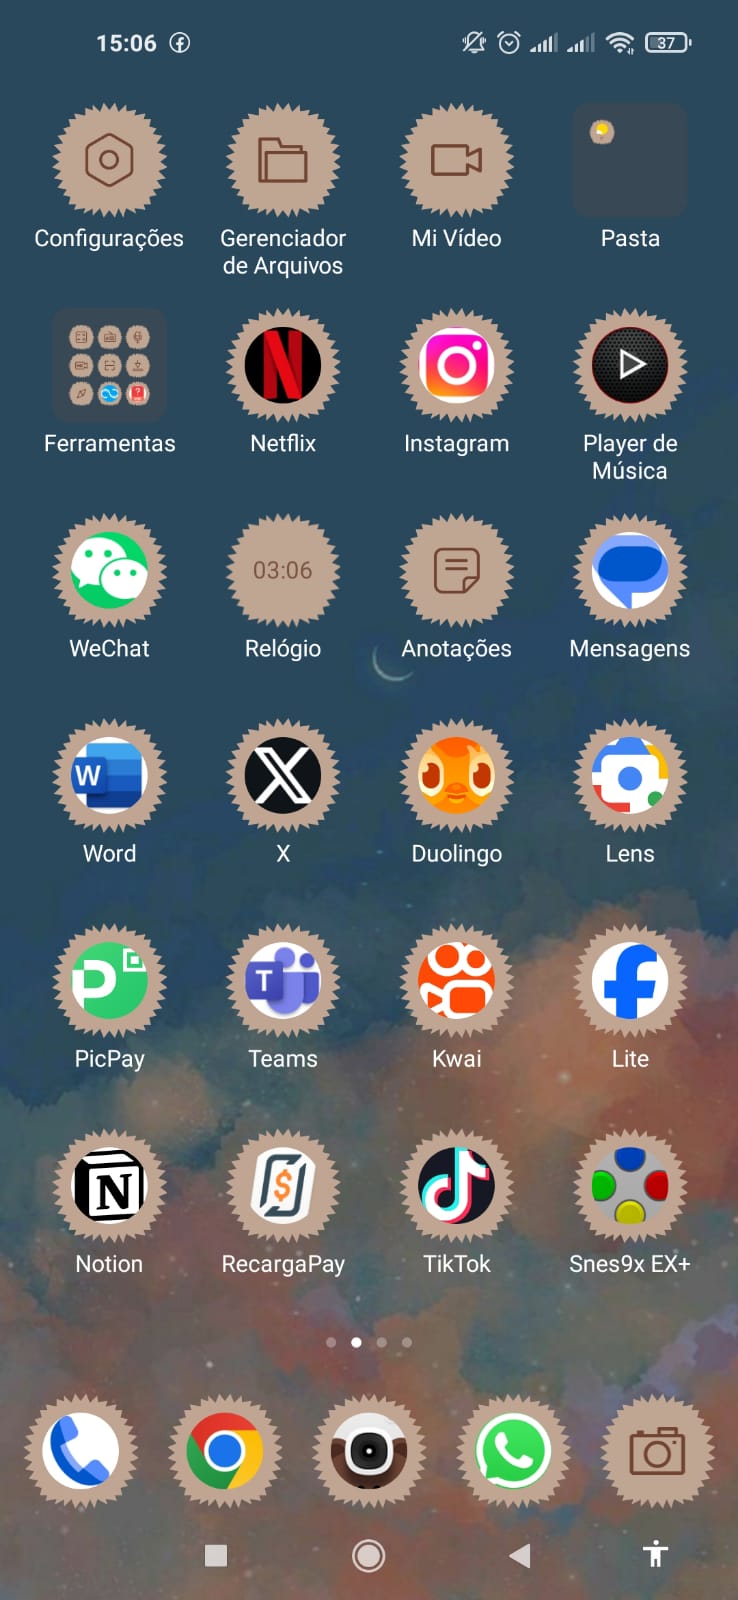 15:06
37
Configurações
Gerenciador
de Arquivos
Mi Vídeo
Pasta
Ferramentas
Netflix
Instagram
Player de
Música
03:06
WeChat
Relógio
Anotações
Mensagens
W
Word
X
Duolingo
Lens
PicPay
T
Teams
Kwai
Lite
N
Notion
$
RecargaPay
TikTok
Snes9x EX+